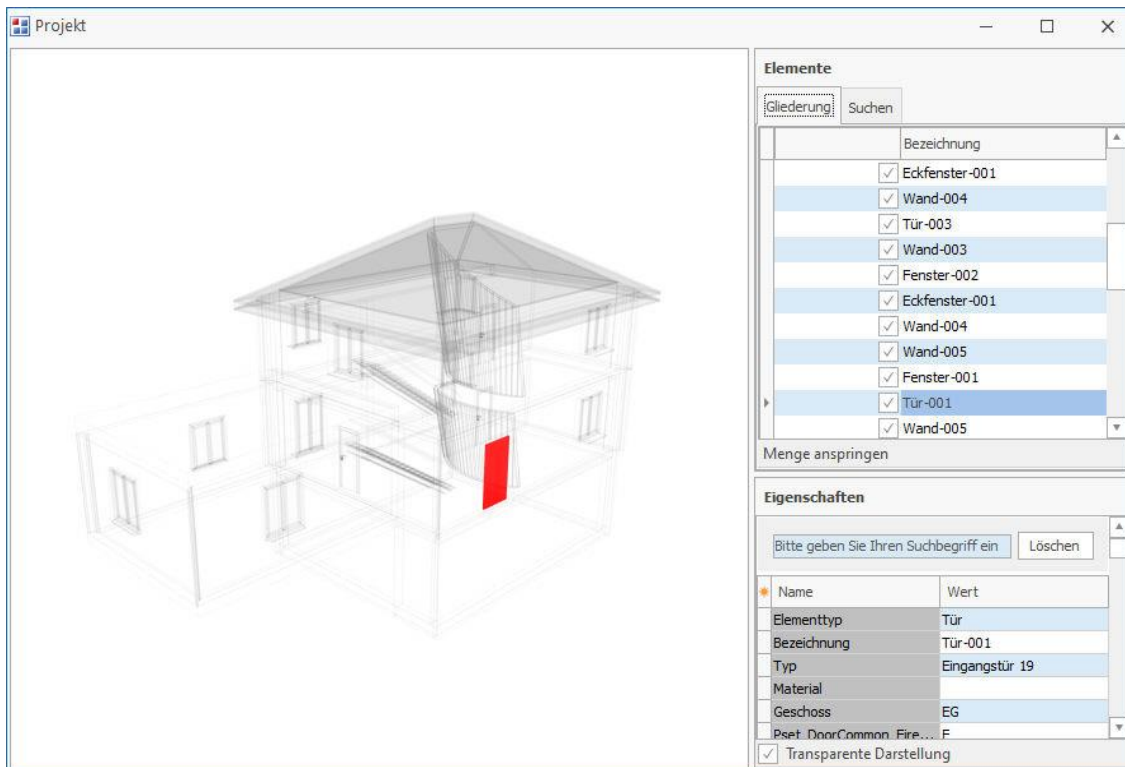 Projekt
Elemente
Gliederung Suchen
Bezeichnung
Eckfenster-001
Wand-004
Tür-003
Wand-003
Fenster-002
Eckfenster-001
Wand-004
Wand-005
Fenster-001
Tür-001
Wand-005
Menge anspringen
Eigenschaften
Bitte geben Sie Ihren Suchbegriff ein Löschen
Name Wert
Elementtyp Tür
Bezeichnung Tür-001
Typ Eingangstür 19
Material
Geschoss EG
Pset_DoorCommon_Fire... F
Transparente Darstellung